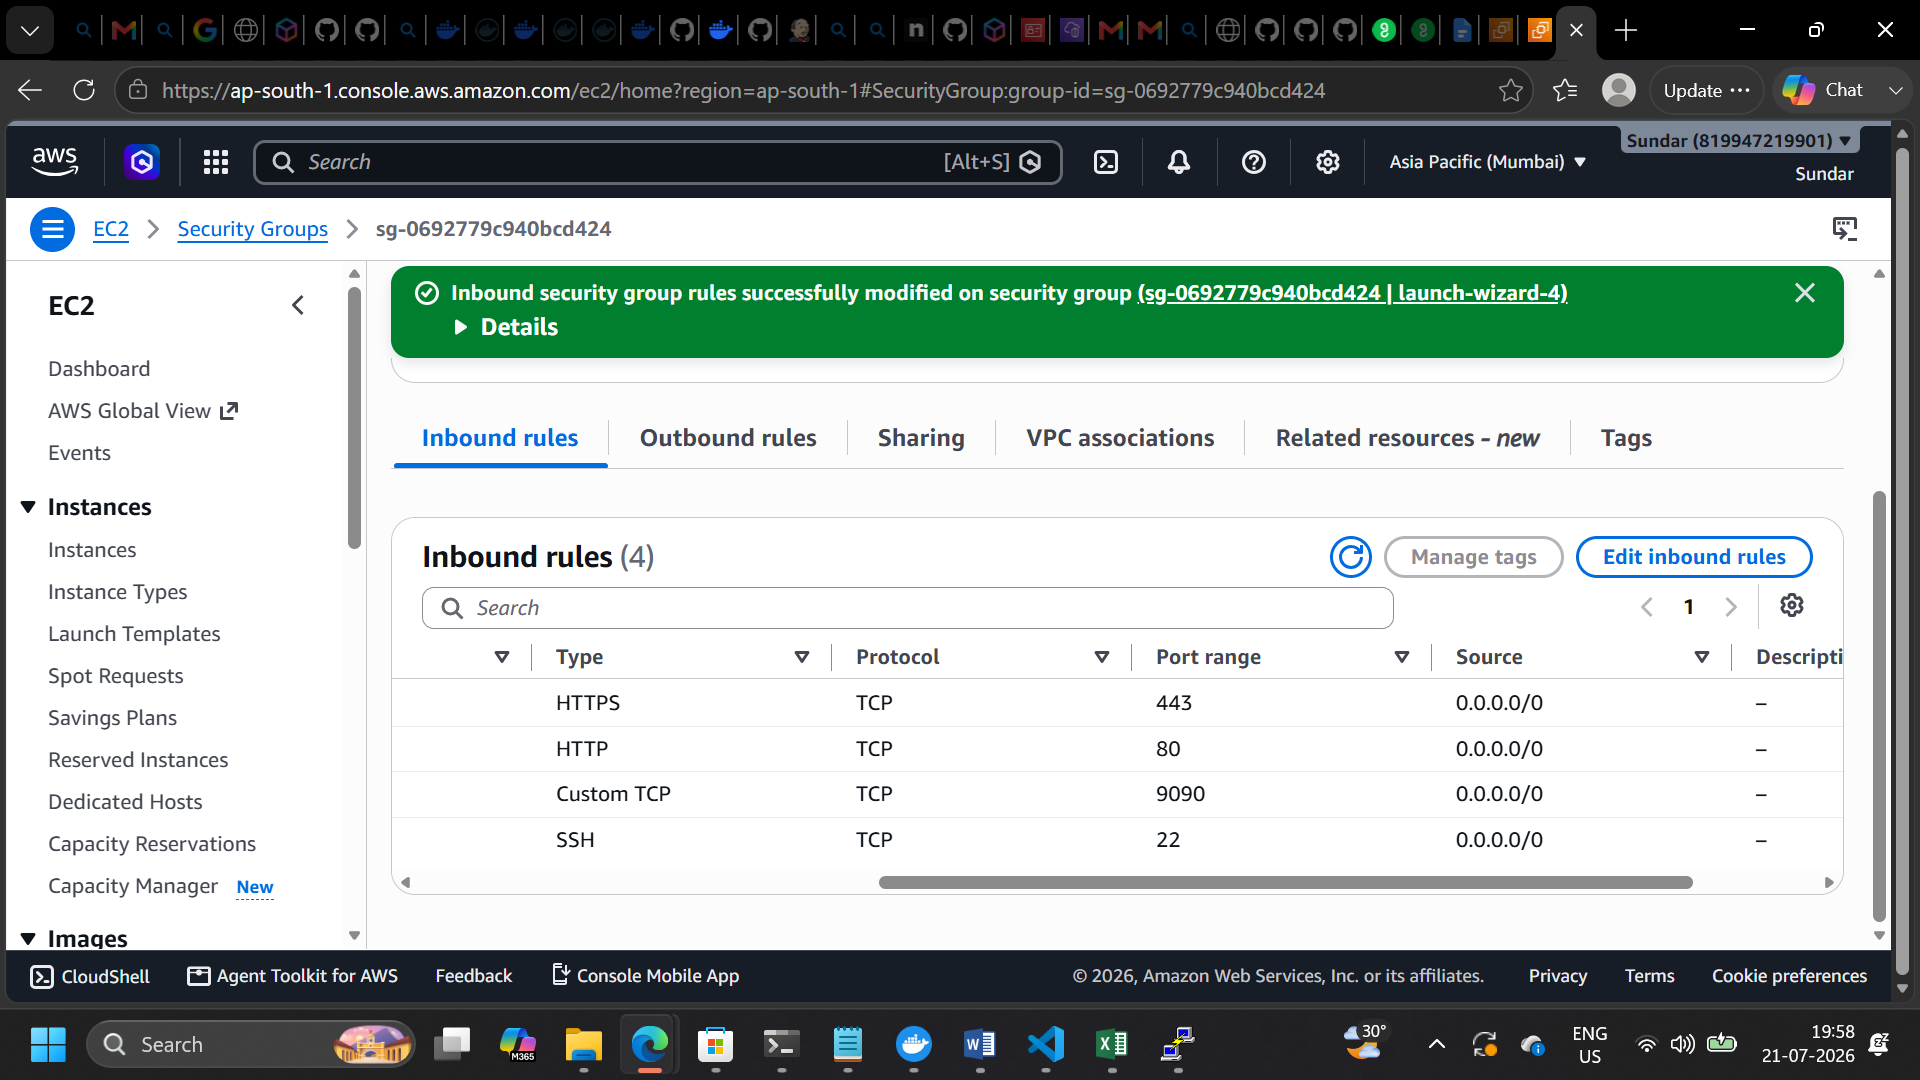 https://ap-south-1.console.aws.amazon.com/ec2/home?region=ap-south-1#SecurityGroup:group-id=sg-0692779c940bcd424
Update
Chat
aws
Search
[Alt+S]
Asia Pacific (Mumbai)
Sundar (819947219901)
Sundar
EC2
Security Groups
sg-0692779c940bcd424
EC2
Dashboard
AWS Global View
Events
Instances
Instances
Instance Types
Launch Templates
Spot Requests
Savings Plans
Reserved Instances
Dedicated Hosts
Capacity Reservations
Capacity Manager New
Images
Inbound security group rules successfully modified on security group (sg-0692779c940bcd424 | launch-wizard-4)
Details
Inbound rules
Outbound rules
Sharing
VPC associations
Related resources - new
Tags
Inbound rules (4)
Manage tags
Edit inbound rules
Search
1
Type Protocol Port range Source Descripti
HTTPS TCP 443 0.0.0.0/0 –
HTTP TCP 80 0.0.0.0/0 –
Custom TCP TCP 9090 0.0.0.0/0 –
SSH TCP 22 0.0.0.0/0 –
CloudShell
Agent Toolkit for AWS
Feedback
Console Mobile App
© 2026, Amazon Web Services, Inc. or its affiliates.
Privacy
Terms
Cookie preferences
Search
M365
30°
ENG
US
19:58
21-07-2026